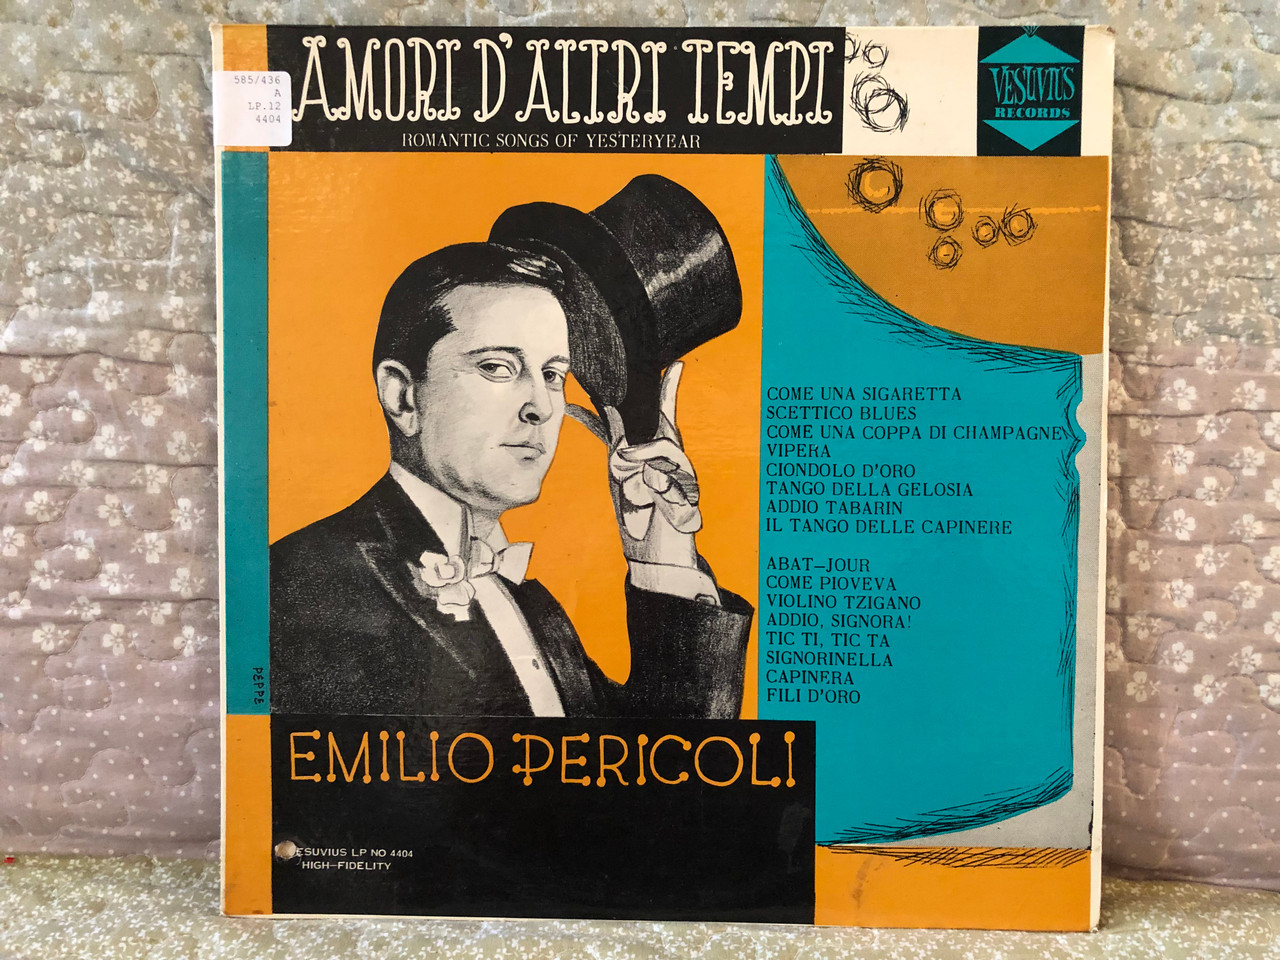 585/436
A
LP.12
4404
AMORI D'ALTRI TEMPI
ROMANTIC SONGS OF YESTERYEAR
VESUVIUS
RECORDS
COME UNA SIGARETTA
SCETTICO BLUES
COME UNA COPPA DI CHAMPAGNE
VIPERA
CIONDOLO D'ORO
TANGO DELLA GELOSIA
ADDIO TABARIN
IL TANGO DELLE CAPINERE
ABAT-JOUR
COME PIOVEVA
VIOLINO TZIGANO
ADDIO, SIGNORA!
TIC TI, TIC TA
SIGNORINELLA
CAPINERA
FILI D'ORO
PEPPE
EMILIO PERICOLI
ESUVIUS LP NO 4404
HIGH-FIDELITY